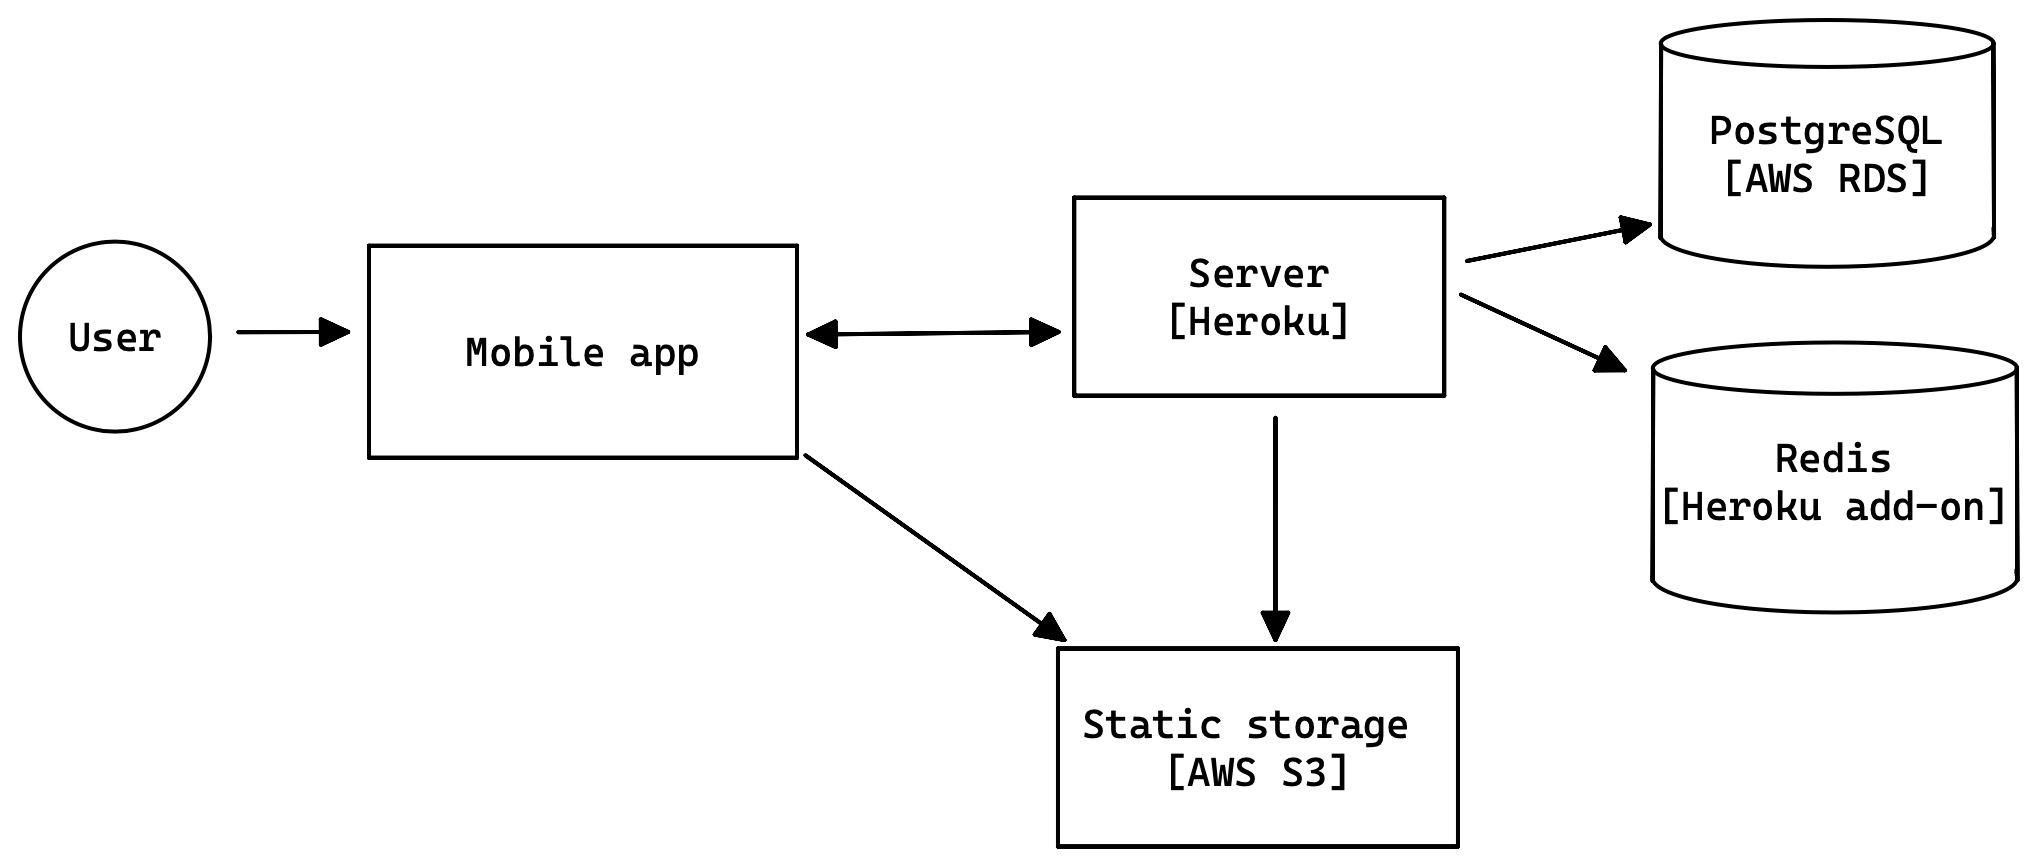 User
Mobile app
Server
[Heroku]
PostgreSQL
[AWS RDS]
Redis
[Heroku add-on]
Static storage
[AWS S3]